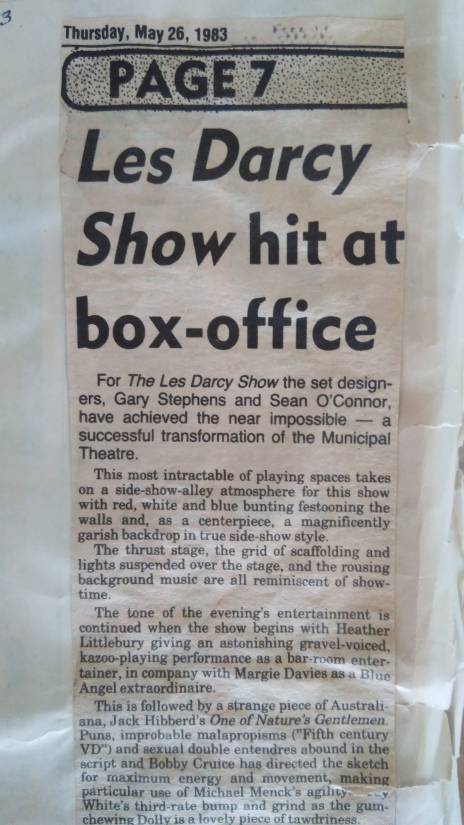 3
Thursday, May 26, 1983
PAGE 7
Les Darcy
Show hit at
box-office
For The Les Darcy Show the set design-
ers, Gary Stephens and Sean O'Connor,
have achieved the near impossible — a
successful transformation of the Municipal
Theatre.
This most intractable of playing spaces takes
on a side-show-alley atmosphere for this show
with red, white and blue bunting festooning the
walls and, as a centerpiece, a magnificently
garish backdrop in true side-show style.
The thrust stage, the grid of scaffolding and
lights suspended over the stage, and the rousing
background music are all reminiscent of show-
time.
The tone of the evening's entertainment is
continued when the show begins with Heather
Littlebury giving an astonishing gravel-voiced,
kazoo-playing performance as a bar-room enter-
tainer, in company with Margie Davies as a Blue
Angel extraordinaire.
This is followed by a strange piece of Australi-
ana, Jack Hibberd's One of Nature's Gentlemen.
Puns, improbable malapropisms ("Fifth century
VD") and sexual double entendres abound in the
script and Bobby Cruice has directed the sketch
for maximum energy and movement, making
particular use of Michael Menck's agility.
White's third-rate bump and grind as the gum-
chewing Dolly is a lovely piece of tawdriness.